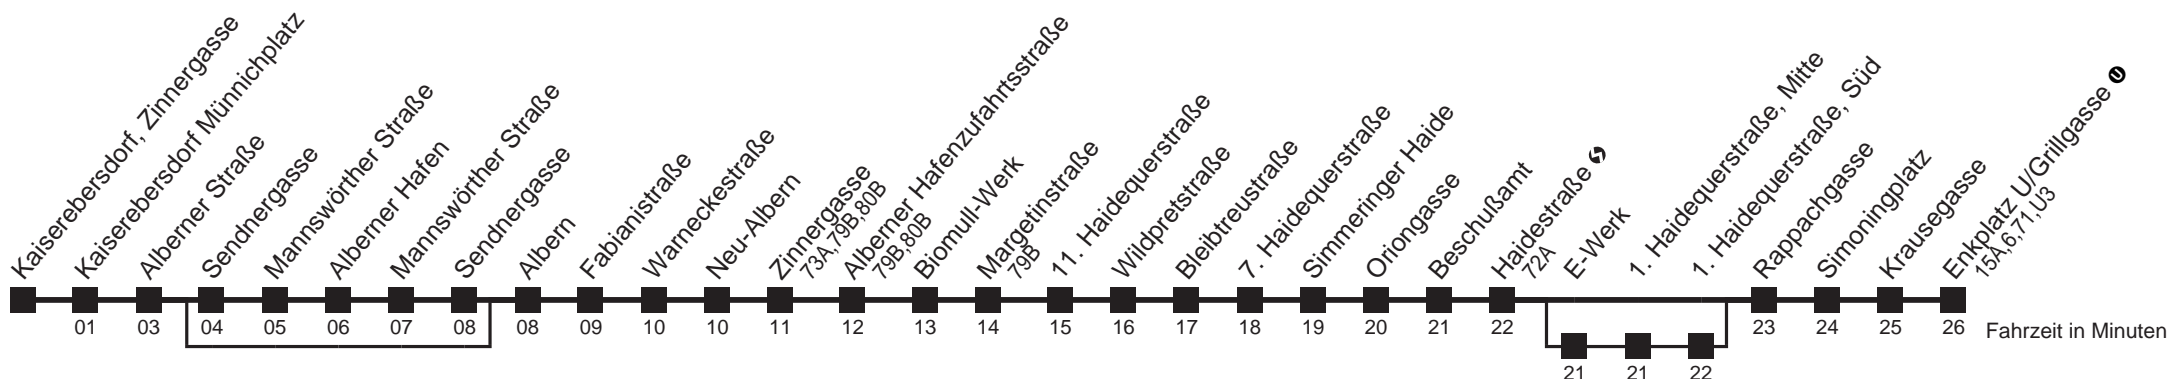 Kaiserebersdorf, Zinnergasse
Kaiserebersdorf Münnichplatz
Alberner Straße
Sendnergasse
Mannswörther Straße
Alberner Hafen
Mannswörther Straße
Sendnergasse
Albern
Fabianistraße
Warneckestraße
Neu-Albern
Zinnergasse
73A,79B,80B
Alberner Hafenzufahrtsstraße
79B,80B
Biomüll-Werk
Margetinstraße
79B
11. Haidequerstraße
Wildpretstraße
Bleibtreustraße
7. Haidequerstraße
Simmeringer Haide
Oriongasse
Beschußamt
Haidestraße
72A
E-Werk
1. Haidequerstraße, Mitte
1. Haidequerstraße, Süd
Rappachgasse
Simoningplatz
Krausegasse
Enkplatz U/Grillgasse U
15A,6,71,U3
01 03 04 05 06 07 08 08 09 10 10 11 12 13 14 15 16 17 18 19 20 21 22 23 24 25 26 Fahrzeit in Minuten
21 21 22